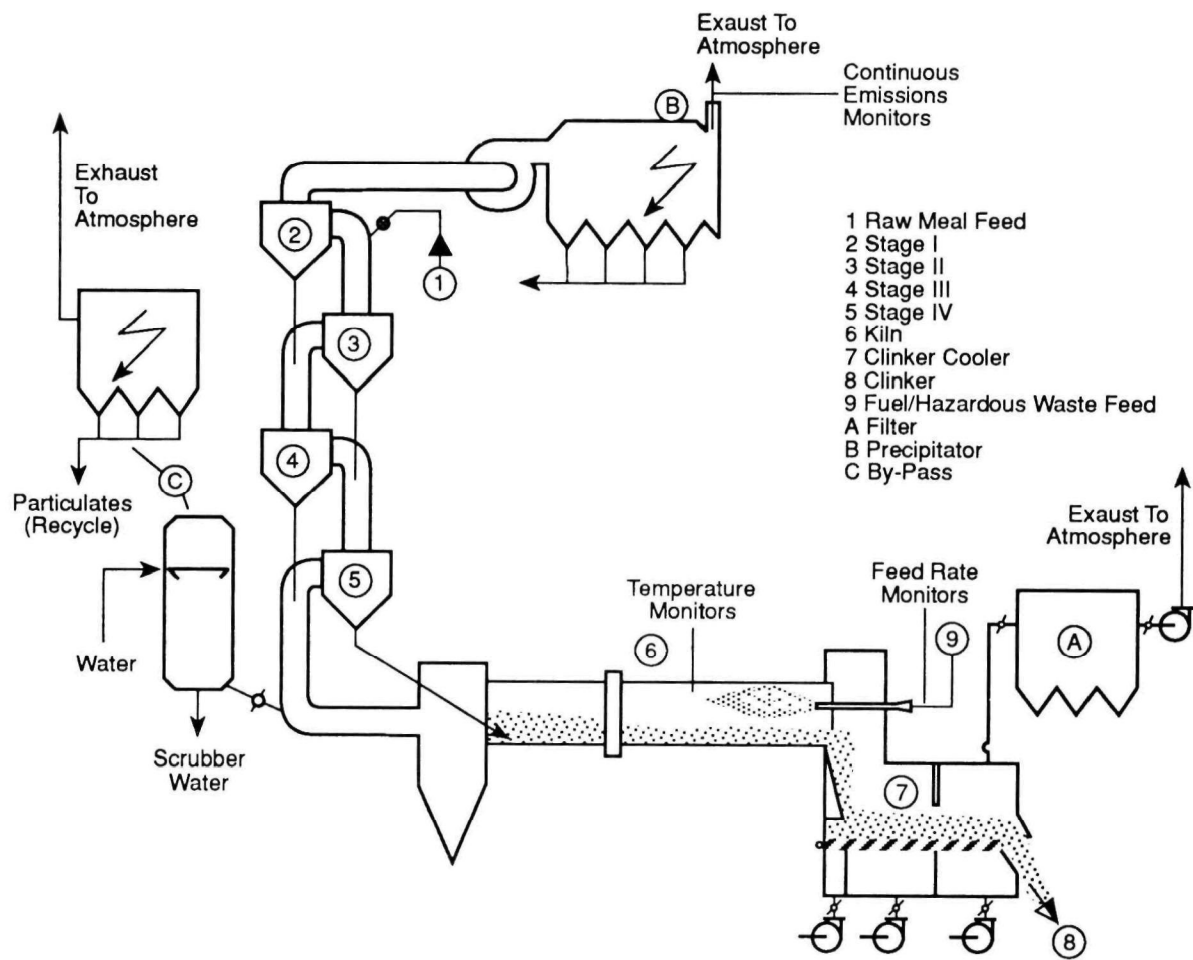 Exaust To
Atmosphere
Continuous
Emissions
Monitors
B
Exhaust
To
Atmosphere
2
1
1 Raw Meal Feed
2 Stage I
3 Stage II
4 Stage III
5 Stage IV
6 Kiln
7 Clinker Cooler
8 Clinker
9 Fuel/Hazardous Waste Feed
A Filter
B Precipitator
C By-Pass
3
4
C
Particulates
(Recycle)
Exaust To
Atmosphere
5
Temperature
Monitors
Feed Rate
Monitors
6
9
A
Water
Scrubber
Water
7
8